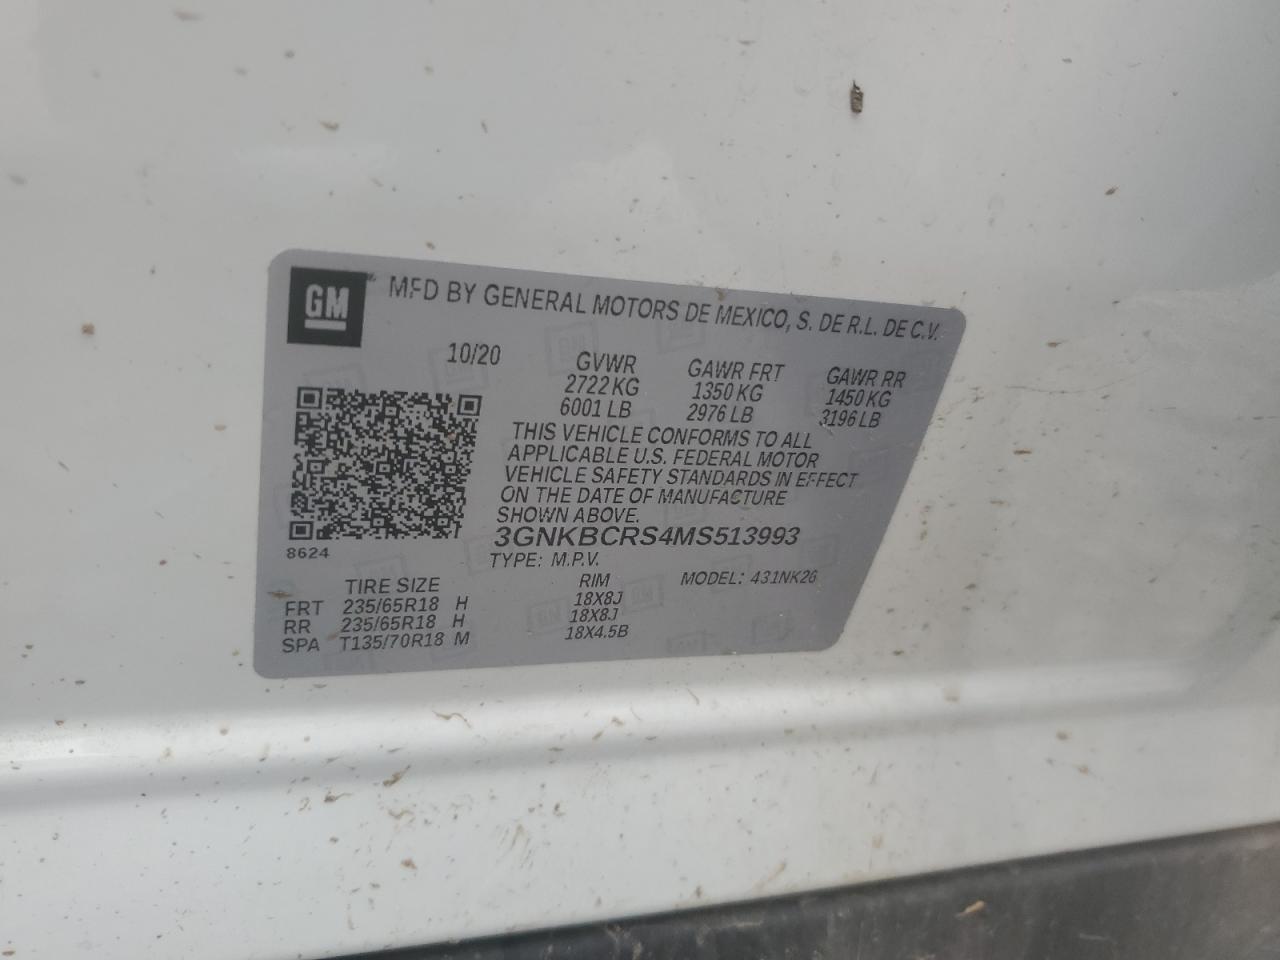 GM MFD BY GENERAL MOTORS DE MEXICO, S. DE R.L. DE C.V.
10/20 GVWR GAWR FRT GAWR RR
2722 KG 1350 KG 1450 KG
6001 LB 2976 LB 3196 LB
THIS VEHICLE CONFORMS TO ALL
APPLICABLE U.S. FEDERAL MOTOR
VEHICLE SAFETY STANDARDS IN EFFECT
ON THE DATE OF MANUFACTURE
SHOWN ABOVE.
3GNKBCRS4MS513993
8624
TYPE: M.P.V. MODEL: 431NK26
TIRE SIZE RIM
FRT 235/65R18 H 18X8J
RR 235/65R18 H 18X8J
SPA T135/70R18 M 18X4.5B